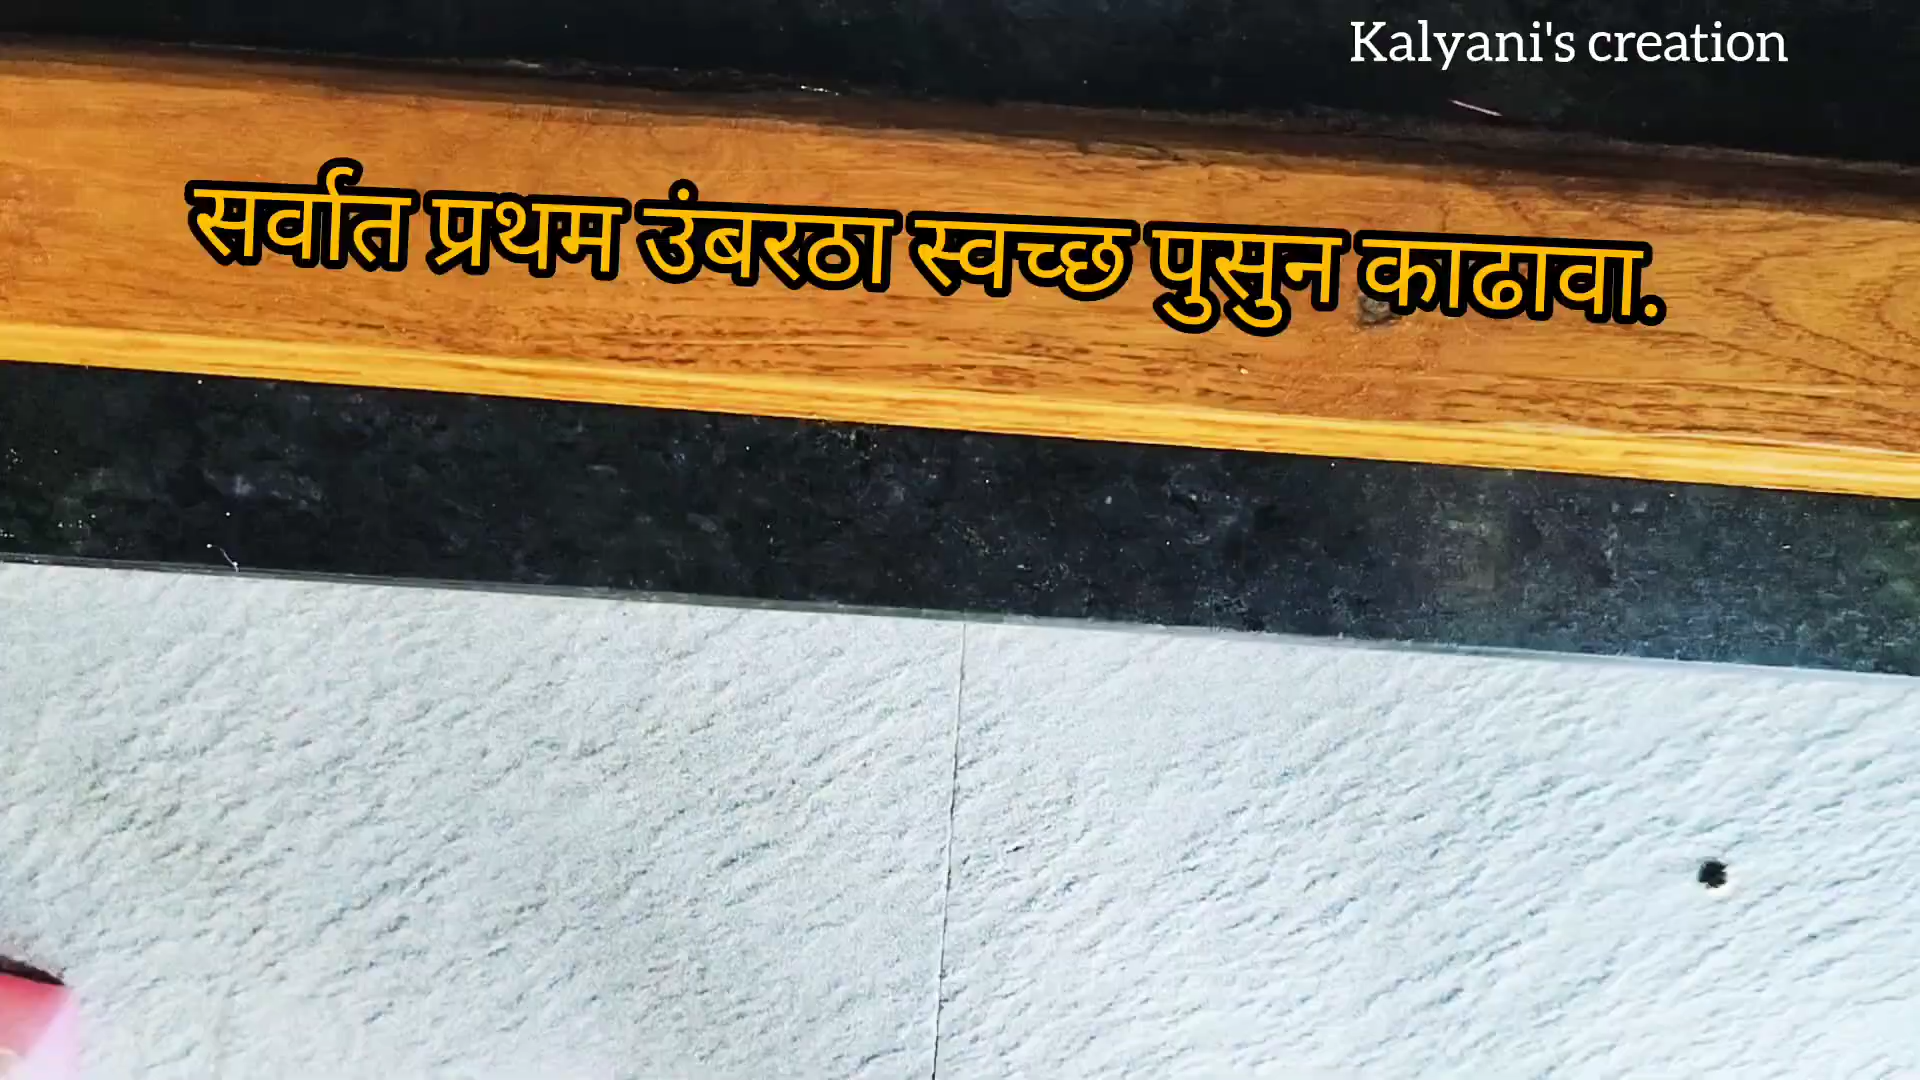 Kalyani's creation
सर्वात प्रथम उंबरठा स्वच्छ पुसुन काढावा.